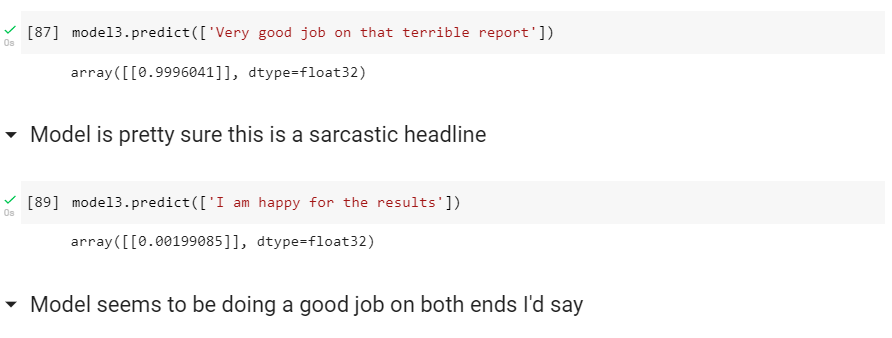 [87] model3.predict(['Very good job on that terrible report'])
0s
array([[0.9996041]], dtype=float32)
Model is pretty sure this is a sarcastic headline
[89] model3.predict(['I am happy for the results'])
0s
array([[0.00199085]], dtype=float32)
Model seems to be doing a good job on both ends I'd say